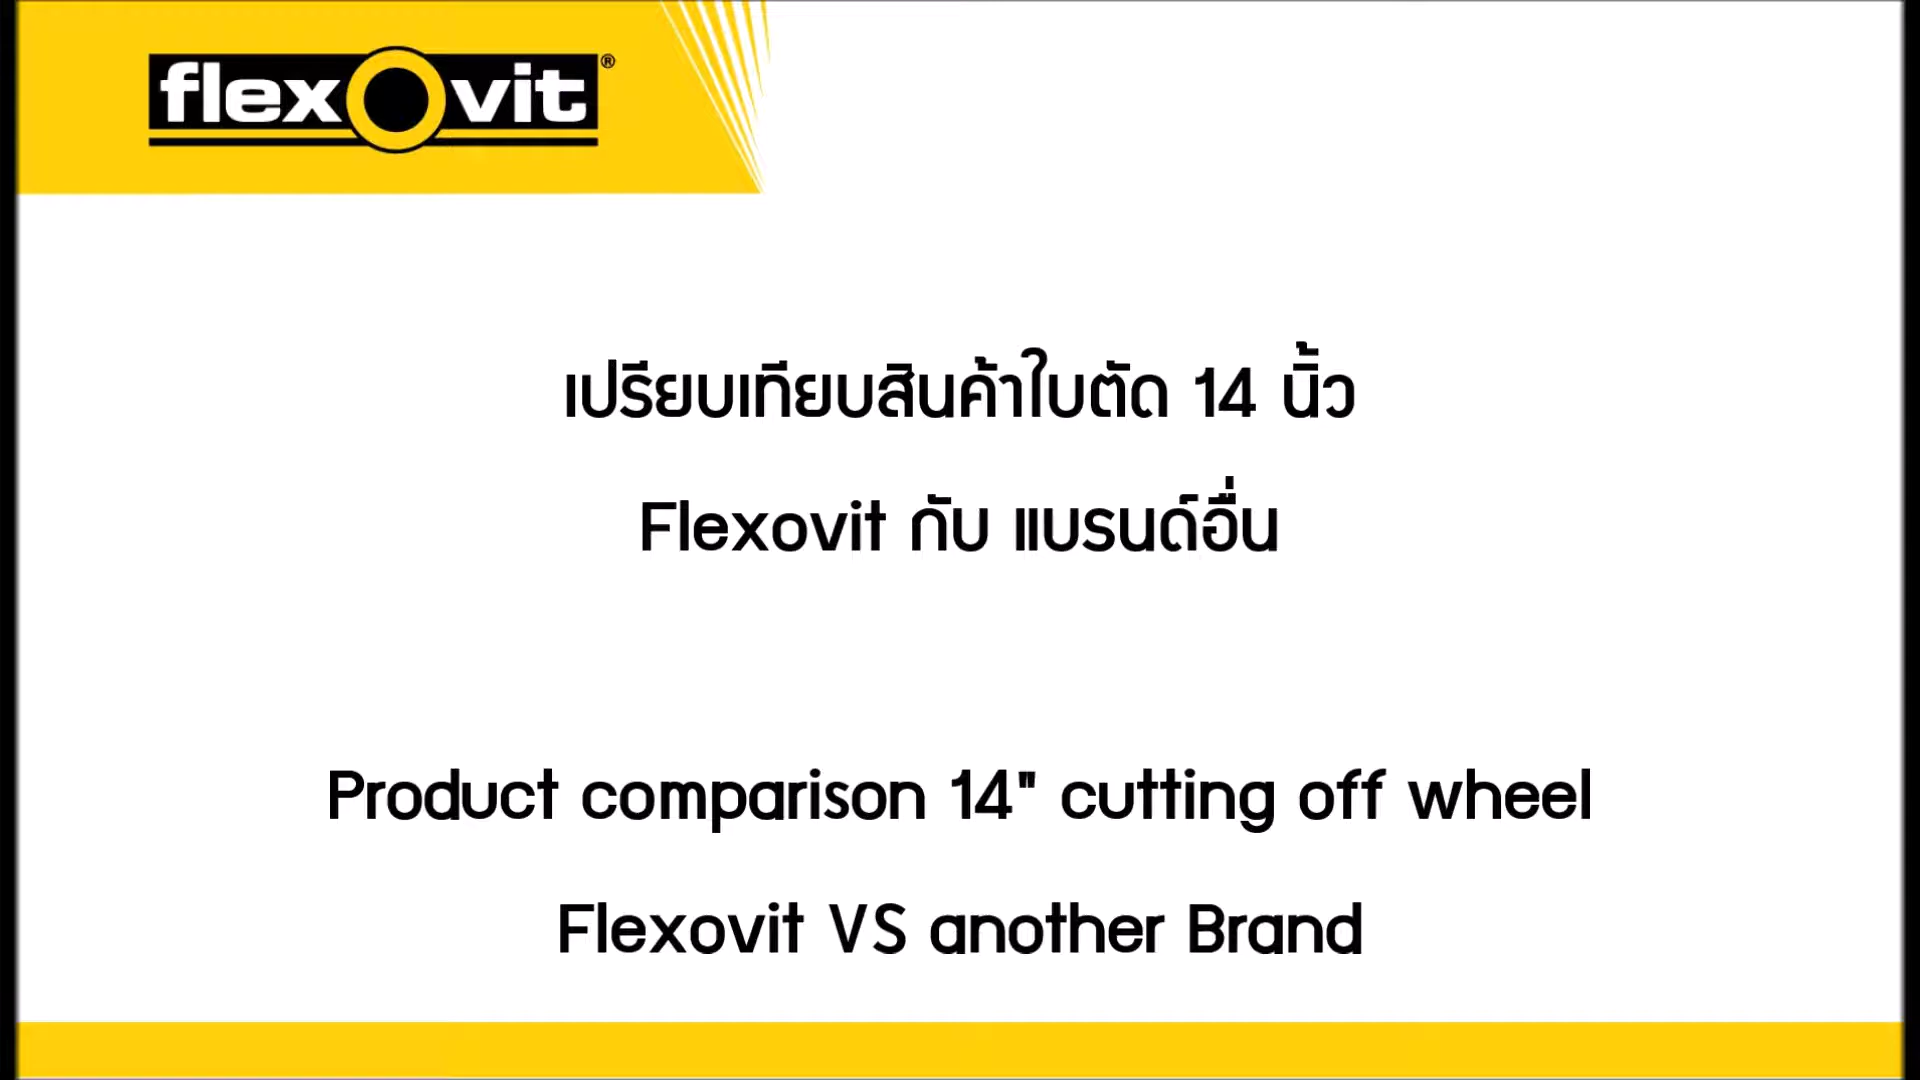 flexovit®
เปรียบเทียบสินค้าใบตัด 14 นิ้ว
Flexovit กับ แบรนด์อื่น
Product comparison 14" cutting off wheel
Flexovit VS another Brand